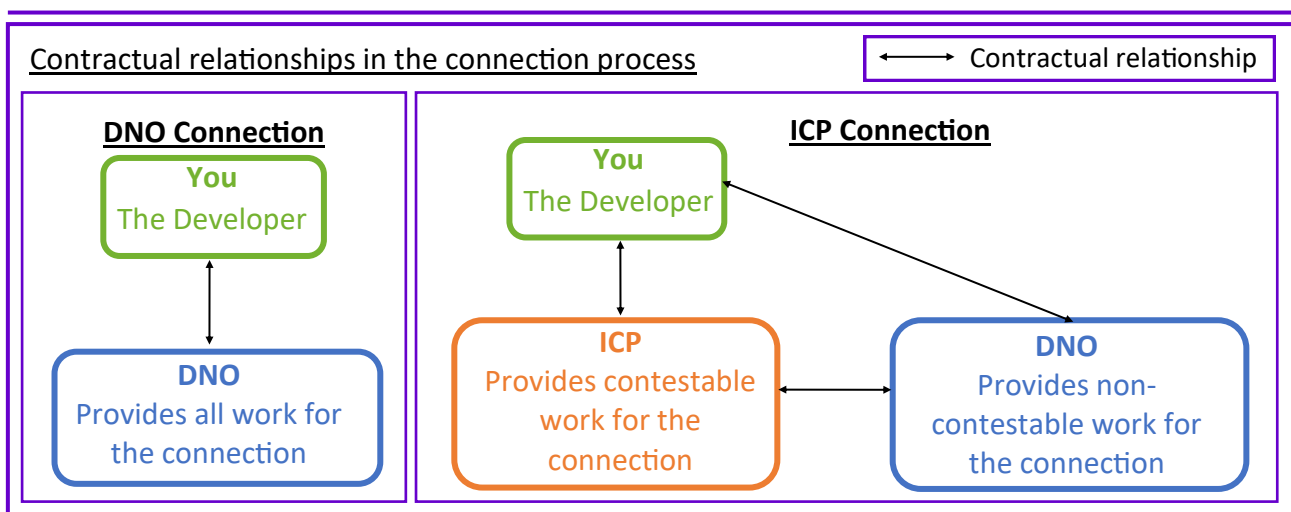 Contractual relationships in the connection process
Contractual relationship
DNO Connection
You
The Developer
DNO
Provides all work for
the connection
ICP Connection
You
The Developer
ICP
Provides contestable
work for the
connection
DNO
Provides non-
contestable work for
the connection